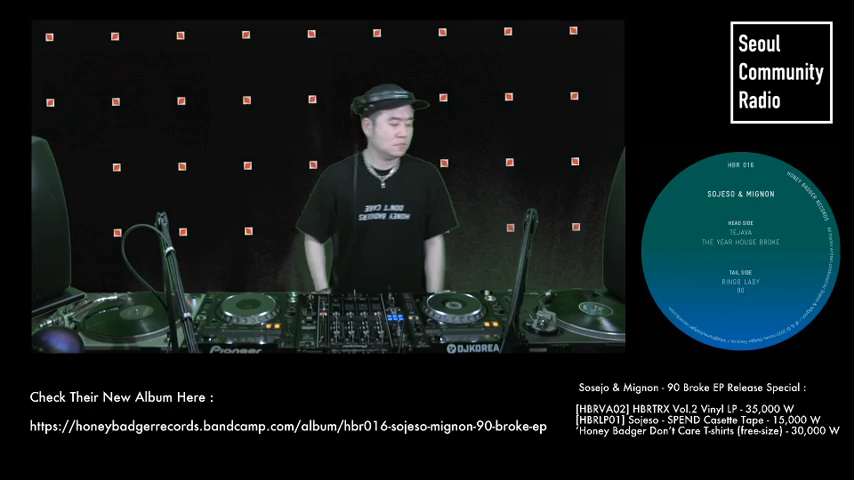 Seoul
Community
Radio
HBR 016
HONEY BADGER RECORDS
SOJESO & MIGNON
HEAD SIDE
TEJAVA
THE YEAR HOUSE BROKE
TAIL SIDE
RINGO LADY
90
DON'T CARE
HONEY BADGERS
Pioneer
DJKOREA
Check Their New Album Here :
https://honeybadgerrecords.bandcamp.com/album/hbr016-sojeso-mignon-90-broke-ep
Sosejo & Mignon - 90 Broke EP Release Special :
[HBRVA02] HBRTRX Vol.2 Vinyl LP - 35,000 W
[HBRLP01] Sojeso - SPEND Casette Tape - 15,000 W
'Honey Badger Don't Care T-shirts (free-size) - 30,000 W